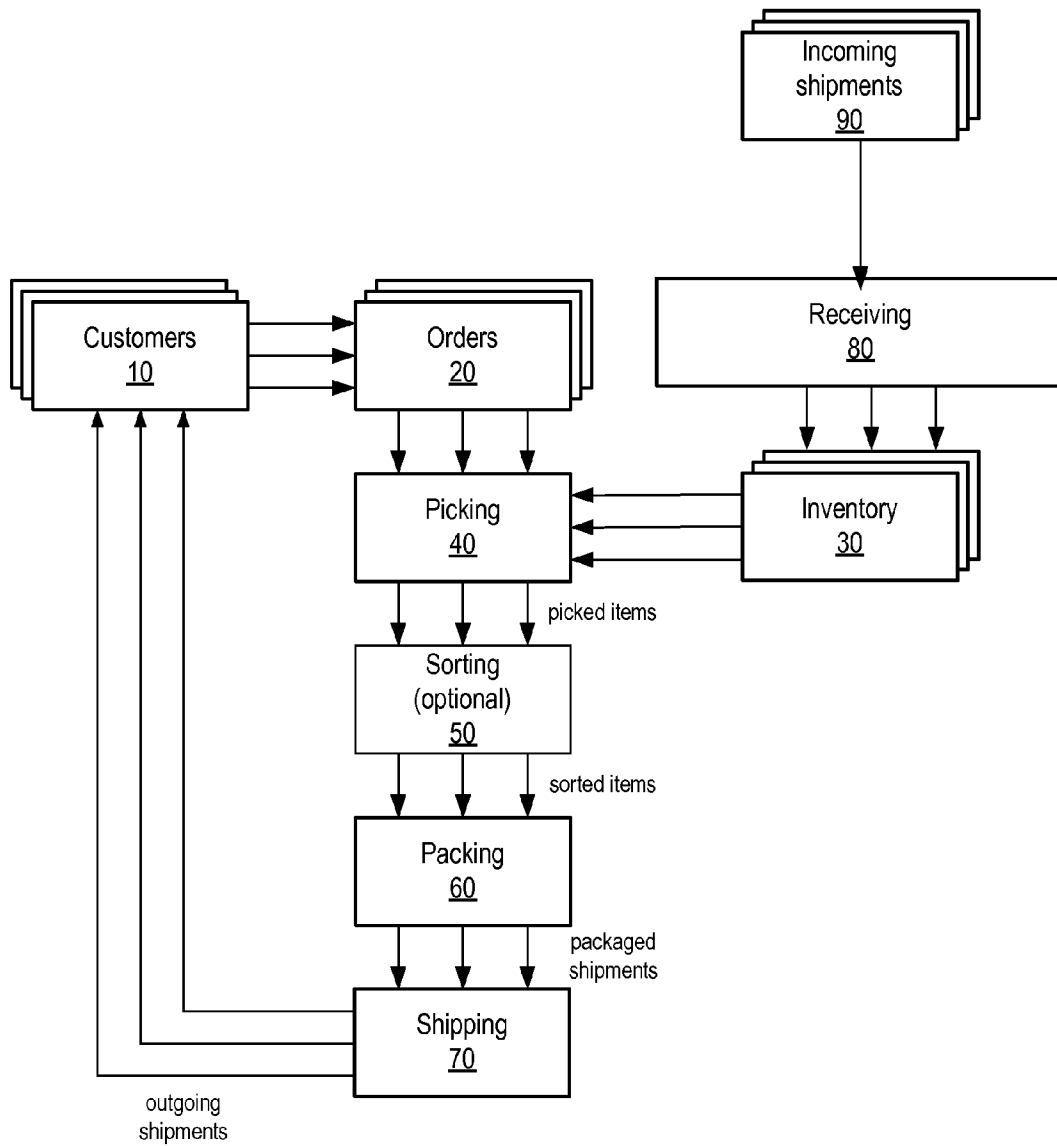 Incoming
shipments
90
Customers
10
Orders
20
Receiving
80
Picking
40
Inventory
30
picked items
Sorting
(optional)
50
sorted items
Packing
60
packaged
shipments
Shipping
70
outgoing
shipments